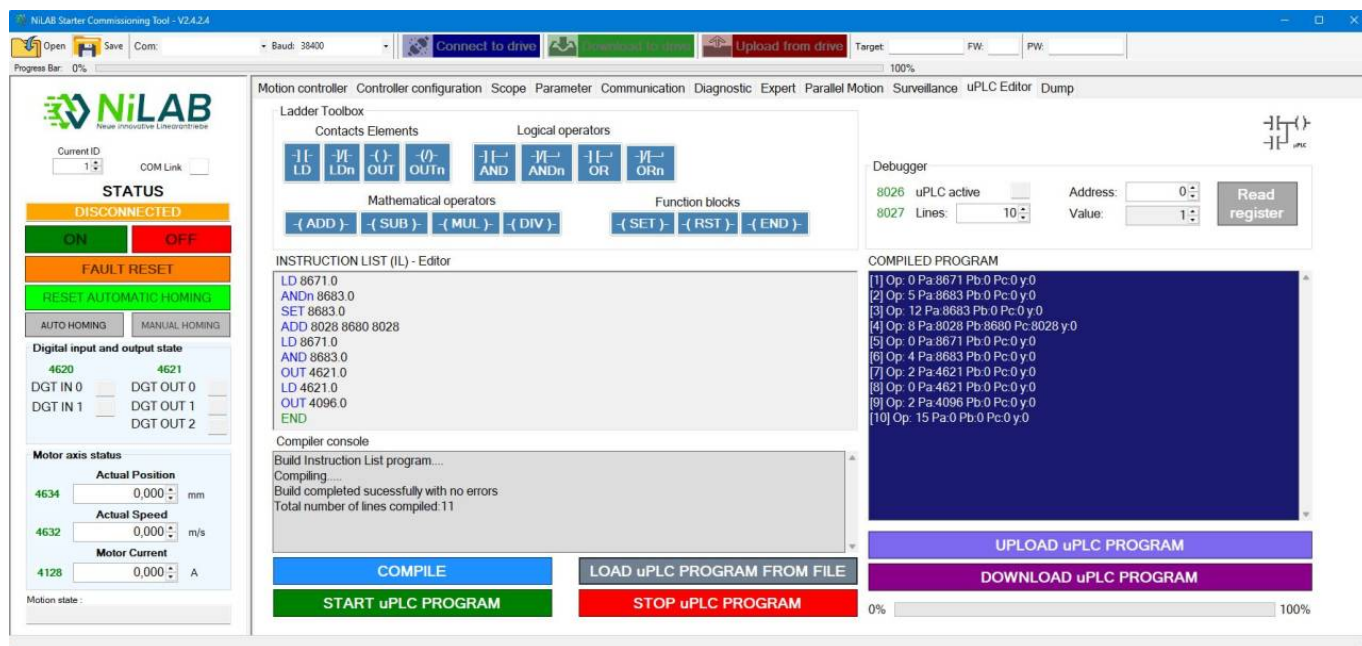 NiLAB Starter Commissioning Tool - V2.4.2.4
Open Save Com: Baud: 38400 Connect to drive Download to drive Upload from drive Target: FW: PW:
Progress Bar: 0% 100%
Motion controller Controller configuration Scope Parameter Communication Diagnostic Expert Parallel Motion Surveillance uPLC Editor Dump
NiLAB
Neue innovative Linearantriebe
Current ID
1 COM Link
STATUS
DISCONNECTED
ON OFF
FAULT RESET
RESET AUTOMATIC HOMING
AUTO HOMING MANUAL HOMING
Digital input and output state
4620 4621
DGT IN 0 DGT OUT 0
DGT IN 1 DGT OUT 1
DGT OUT 2
Motor axis status
Actual Position
4634 0,000 mm
Actual Speed
4632 0,000 m/s
Motor Current
4128 0,000 A
Motion state :
Ladder Toolbox
Contacts Elements Logical operators
-] [- -]/[- -( )- -(/)- -] [- -]/[- -] [- -]/[-
LD LDn OUT OUTn AND ANDn OR ORn
Mathematical operators Function blocks
-( ADD )- -( SUB )- -( MUL )- -( DIV )- -( SET )- -( RST )- -( END )-
uPLC
Debugger
8026 uPLC active Address: 0 Read register
8027 Lines: 10 Value: 1
INSTRUCTION LIST (IL) - Editor
LD 8671.0
ANDn 8683.0
SET 8683.0
ADD 8028 8680 8028
LD 8671.0
AND 8683.0
OUT 4621.0
LD 4621.0
OUT 4096.0
END
Compiler console
Build Instruction List program....
Compiling.....
Build completed sucessfully with no errors
Total number of lines compiled:11
COMPILE LOAD uPLC PROGRAM FROM FILE
START uPLC PROGRAM STOP uPLC PROGRAM
COMPILED PROGRAM
[1] Op: 0 Pa:8671 Pb:0 Pc:0 y:0
[2] Op: 5 Pa:8683 Pb:0 Pc:0 y:0
[3] Op: 12 Pa:8683 Pb:0 Pc:0 y:0
[4] Op: 8 Pa:8028 Pb:8680 Pc:8028 y:0
[5] Op: 0 Pa:8671 Pb:0 Pc:0 y:0
[6] Op: 4 Pa:8683 Pb:0 Pc:0 y:0
[7] Op: 2 Pa:4621 Pb:0 Pc:0 y:0
[8] Op: 0 Pa:4621 Pb:0 Pc:0 y:0
[9] Op: 2 Pa:4096 Pb:0 Pc:0 y:0
[10] Op: 15 Pa:0 Pb:0 Pc:0 y:0
UPLOAD uPLC PROGRAM
DOWNLOAD uPLC PROGRAM
0% 100%